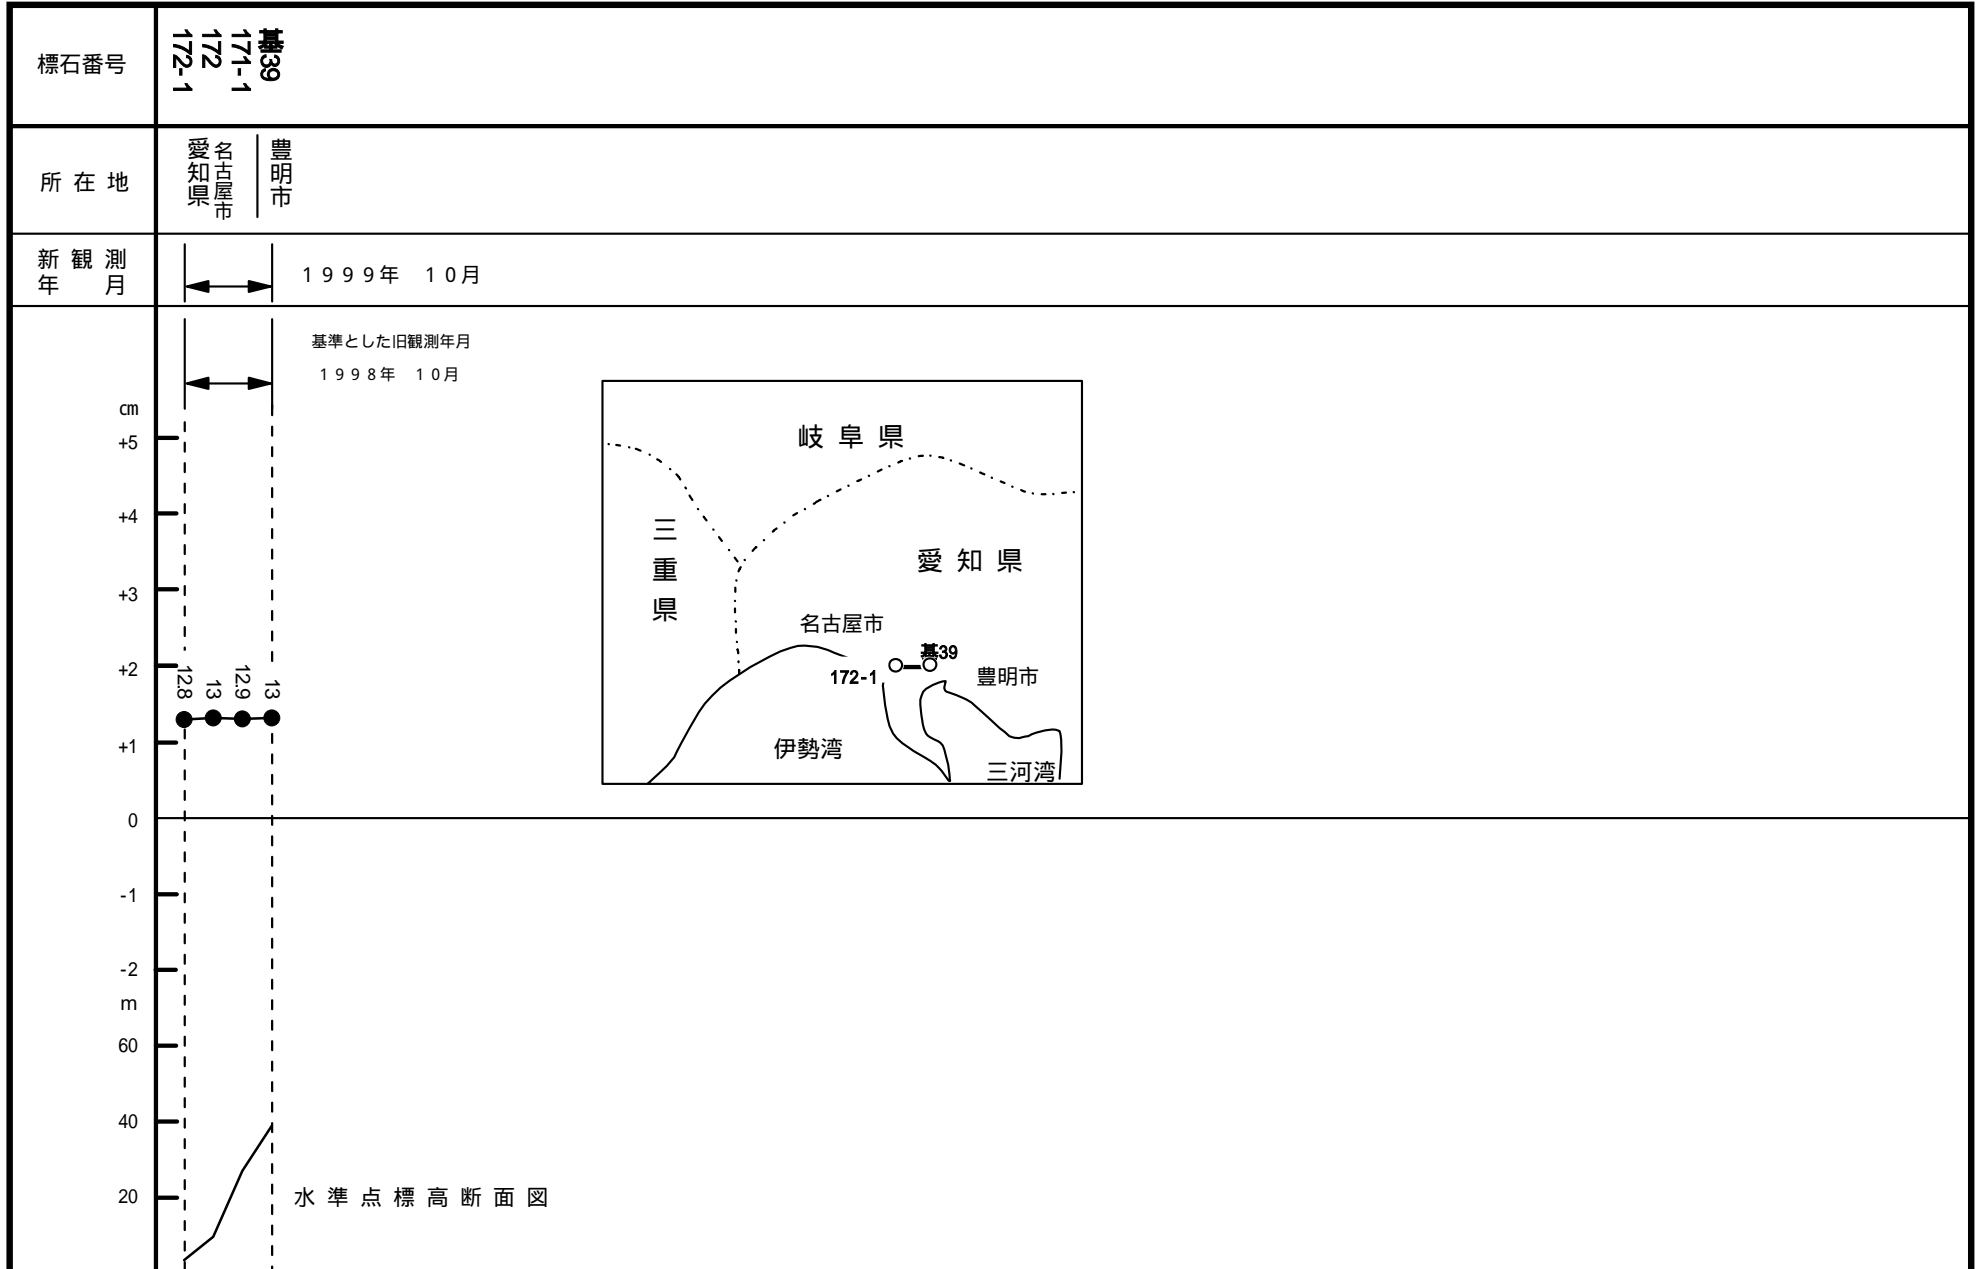 標石番号
172-1
172
171-1
基39
所在地
愛知県
名古屋市
豊明市
新観測
年月
1999年 10月
基準とした旧観測年月
1998年 10月
cm
+5
+4
+3
+2
+1
0
-1
-2
12.8
13
12.9
13
岐阜県
三重県
愛知県
名古屋市
基39
172-1
豊明市
伊勢湾
三河湾
m
60
40
20
水準点標高断面図